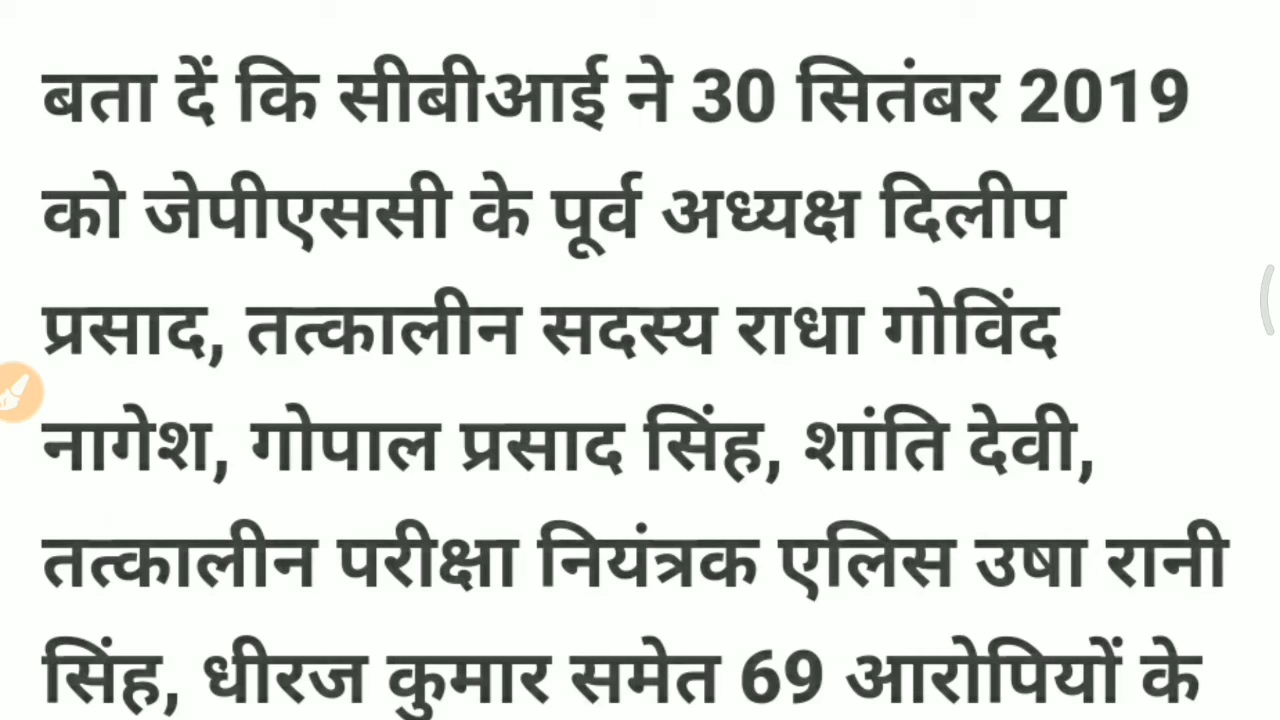 बता दें कि सीबीआई ने 30 सितंबर 2019
को जेपीएससी के पूर्व अध्यक्ष दिलीप
प्रसाद, तत्कालीन सदस्य राधा गोविंद
नागेश, गोपाल प्रसाद सिंह, शांति देवी,
तत्कालीन परीक्षा नियंत्रक एलिस उषा रानी
सिंह, धीरज कुमार समेत 69 आरोपियों के